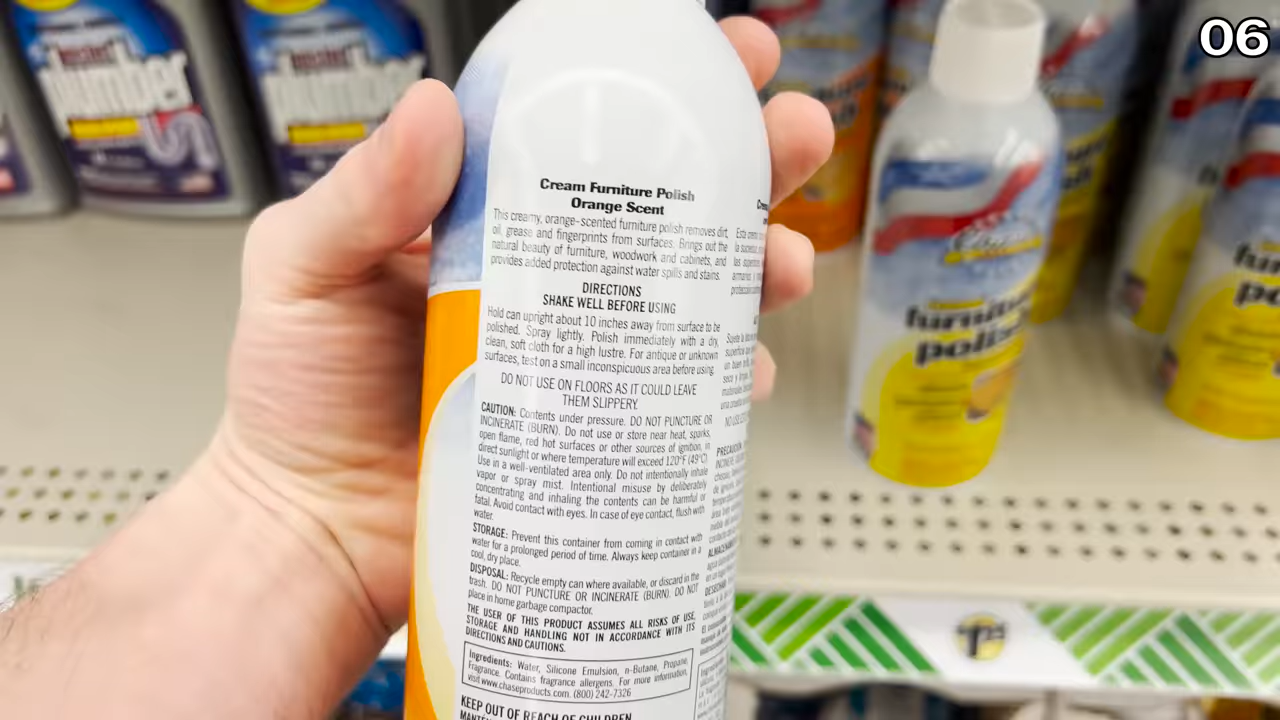 06
Cream Furniture Polish
Orange Scent
This creamy, orange-scented furniture polish removes dirt,
oil, grease and fingerprints from surfaces. Brings out the
natural beauty of furniture, woodwork and cabinets, and
provides added protection against water spills and stains.
DIRECTIONS
SHAKE WELL BEFORE USING
Hold can upright about 10 inches away from surface to be
polished. Spray lightly. Polish immediately with a dry,
clean, soft cloth for a high lustre. For antique or unknown
surfaces, test on a small inconspicuous area before using.
DO NOT USE ON FLOORS AS IT COULD LEAVE
THEM SLIPPERY.
CAUTION: Contents under pressure. DO NOT PUNCTURE OR
INCINERATE (BURN). Do not use or store near heat, sparks,
open flame, red hot surfaces or other sources of ignition, in
direct sunlight or where temperature will exceed 120°F (49°C)
Use in a well-ventilated area only. Do not intentionally inhale
vapor or spray mist. Intentional misuse by deliberately
concentrating and inhaling the contents can be harmful or
fatal. Avoid contact with eyes. In case of eye contact, flush with
water.
STORAGE: Prevent this container from coming in contact with
water for a prolonged period of time. Always keep container in a
cool, dry place.
DISPOSAL: Recycle empty can where available, or discard in the
trash. DO NOT PUNCTURE OR INCINERATE (BURN). DO NOT
place in home garbage compactor.
THE USER OF THIS PRODUCT ASSUMES ALL RISKS OF USE,
STORAGE AND HANDLING NOT IN ACCORDANCE WITH ITS
DIRECTIONS AND CAUTIONS.
Ingredients: Water, Silicone Emulsion, n-Butane, Propane,
Fragrance. Contains fragrance allergens. For more information,
visit www.chaseproducts.com. (800) 242-7326
KEEP OUT OF REACH OF CHILDREN
furniture
polish